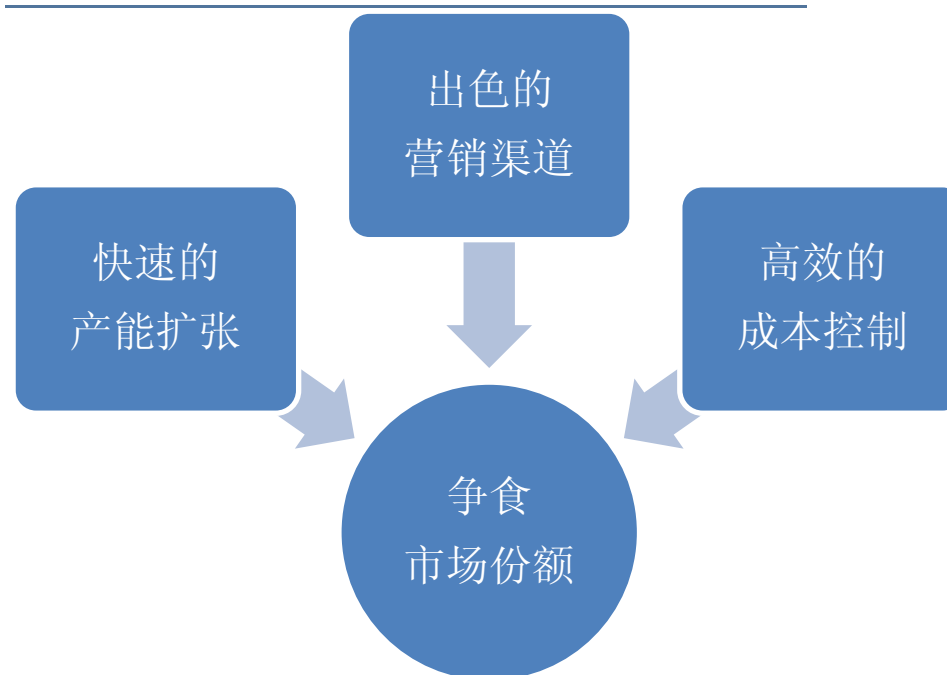 出色的
营销渠道
快速的
产能扩张
高效的
成本控制
争食
市场份额